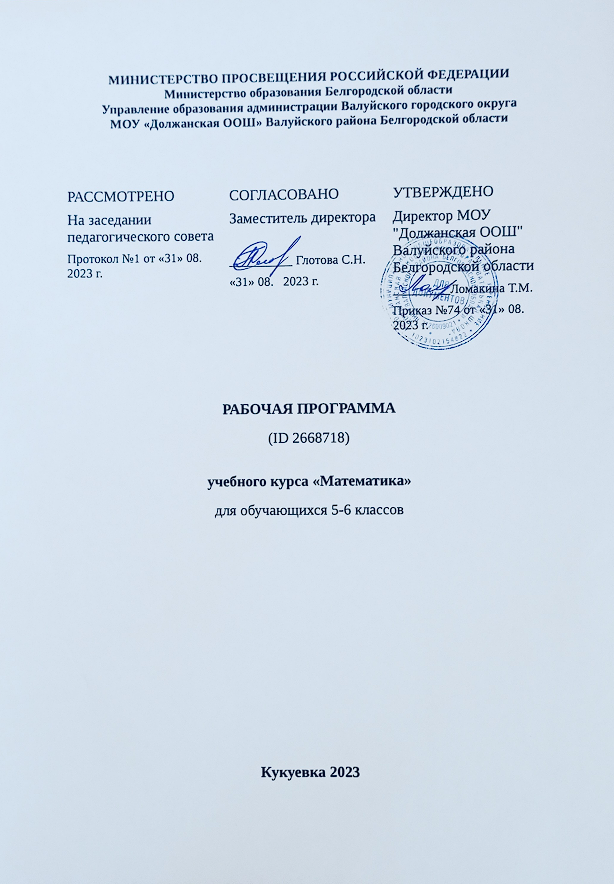 МИНИСТЕРСТВО ПРОСВЕЩЕНИЯ РОССИЙСКОЙ ФЕДЕРАЦИИ
Министерство образования Белгородской области
Управление образования администрации Валуйского городского округа
МОУ «Должанская ООШ» Валуйского района Белгородской области
РАССМОТРЕНО
На заседании
педагогического совета
Протокол №1 от «31» 08.
2023 г.
СОГЛАСОВАНО
Заместитель директора
Глотова С.Н.
«31» 08. 2023 г.
УТВЕРЖДЕНО
Директор МОУ
"Должанская ООШ"
Валуйского района
Белгородской области
Ломакина Т.М.
Приказ №74 от «31» 08.
2023 г.
РАБОЧАЯ ПРОГРАММА
(ID 2668718)
учебного курса «Математика»
для обучающихся 5-6 классов
Кукуевка 2023